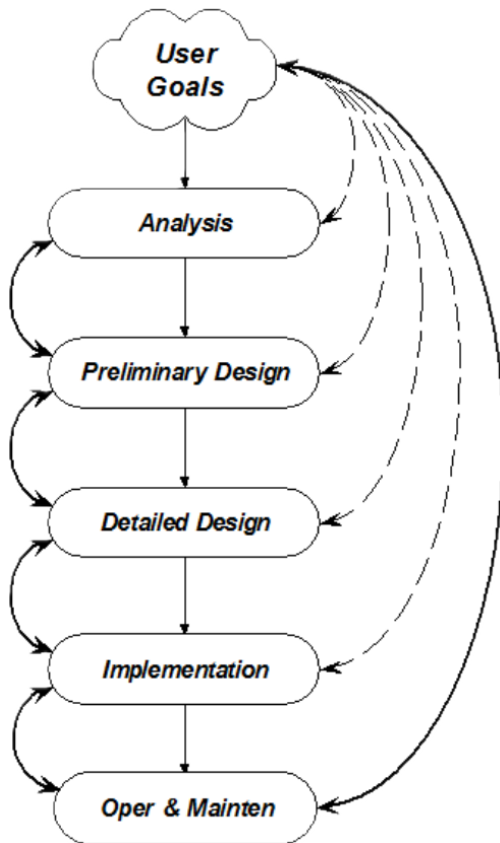 User
Goals
Analysis
Preliminary Design
Detailed Design
Implementation
Oper & Mainten